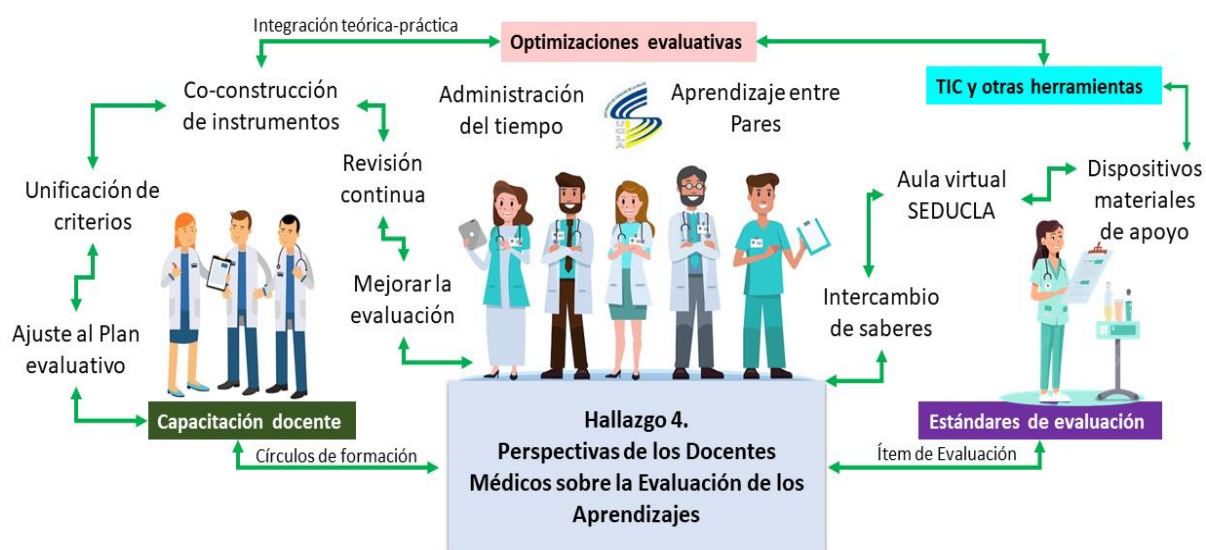 Integración teórica-práctica
Optimizaciones evaluativas
TIC y otras herramientas
Co-construcción
de instrumentos
Administración
del tiempo
Aprendizaje entre
Pares
Revisión
continua
Unificación de
criterios
Aula virtual
SEDUCLA
Dispositivos
materiales
de apoyo
Mejorar la
evaluación
Intercambio
de saberes
Ajuste al Plan
evaluativo
Capacitación docente
Estándares de evaluación
Círculos de formación
Ítem de Evaluación
Hallazgo 4.
Perspectivas de los Docentes
Médicos sobre la Evaluación de los
Aprendizajes